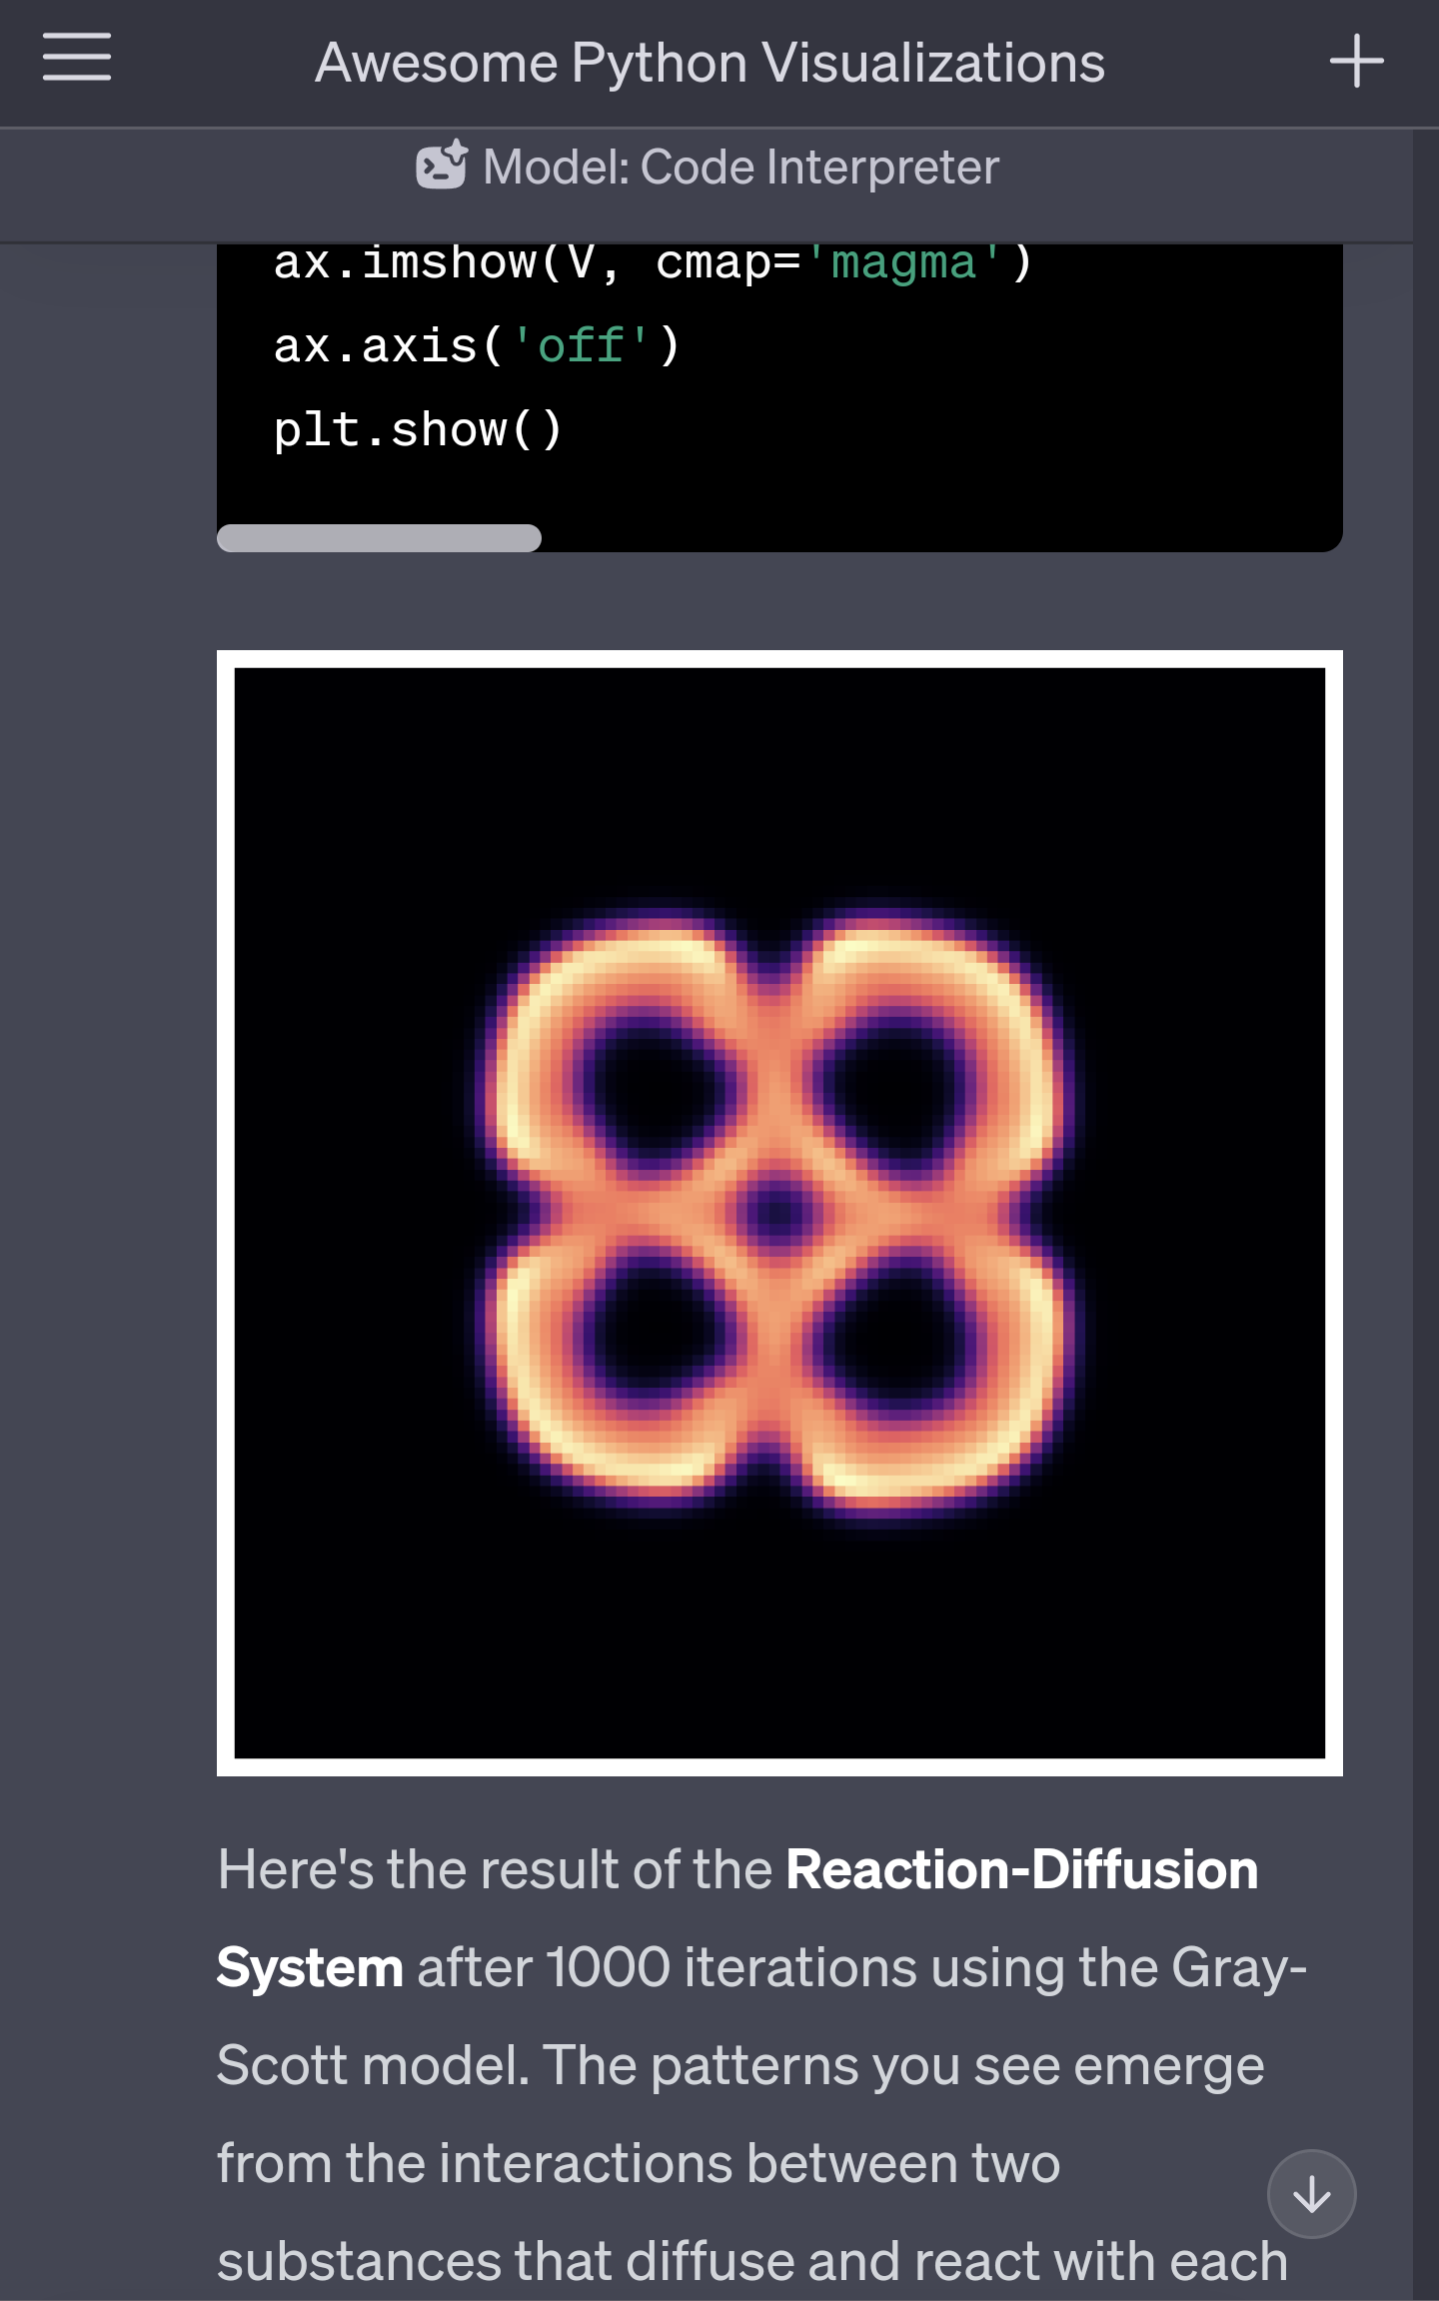 Awesome Python Visualizations
Model: Code Interpreter
ax.imshow(V, cmap='magma')
ax.axis('off')
plt.show()
Here's the result of the Reaction-Diffusion
System after 1000 iterations using the Gray-
Scott model. The patterns you see emerge
from the interactions between two
substances that diffuse and react with each